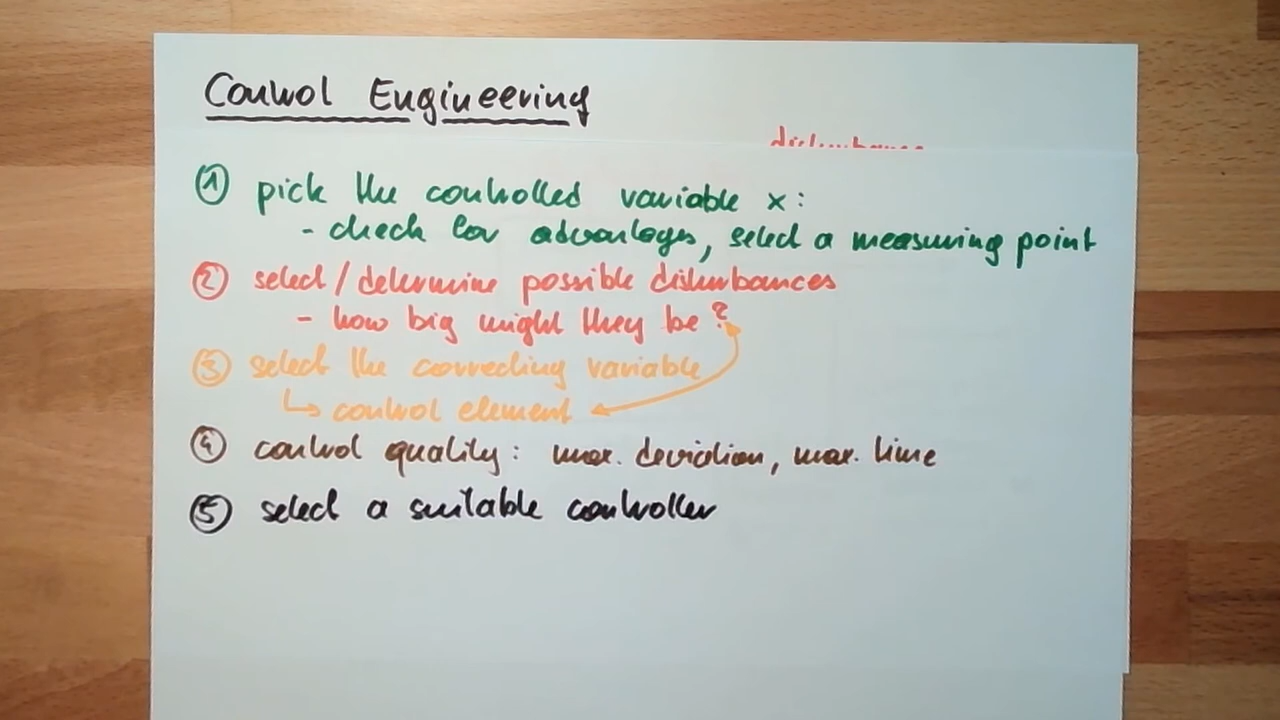 Control Engineering
disturbance
① pick the controlled variable x:
- check for advantages, select a measuring point
② select/determine possible disturbances
- how big might they be?
③ select the correcting variable
↳ control element
④ control quality: max. deviation, max. time
⑤ select a suitable controller